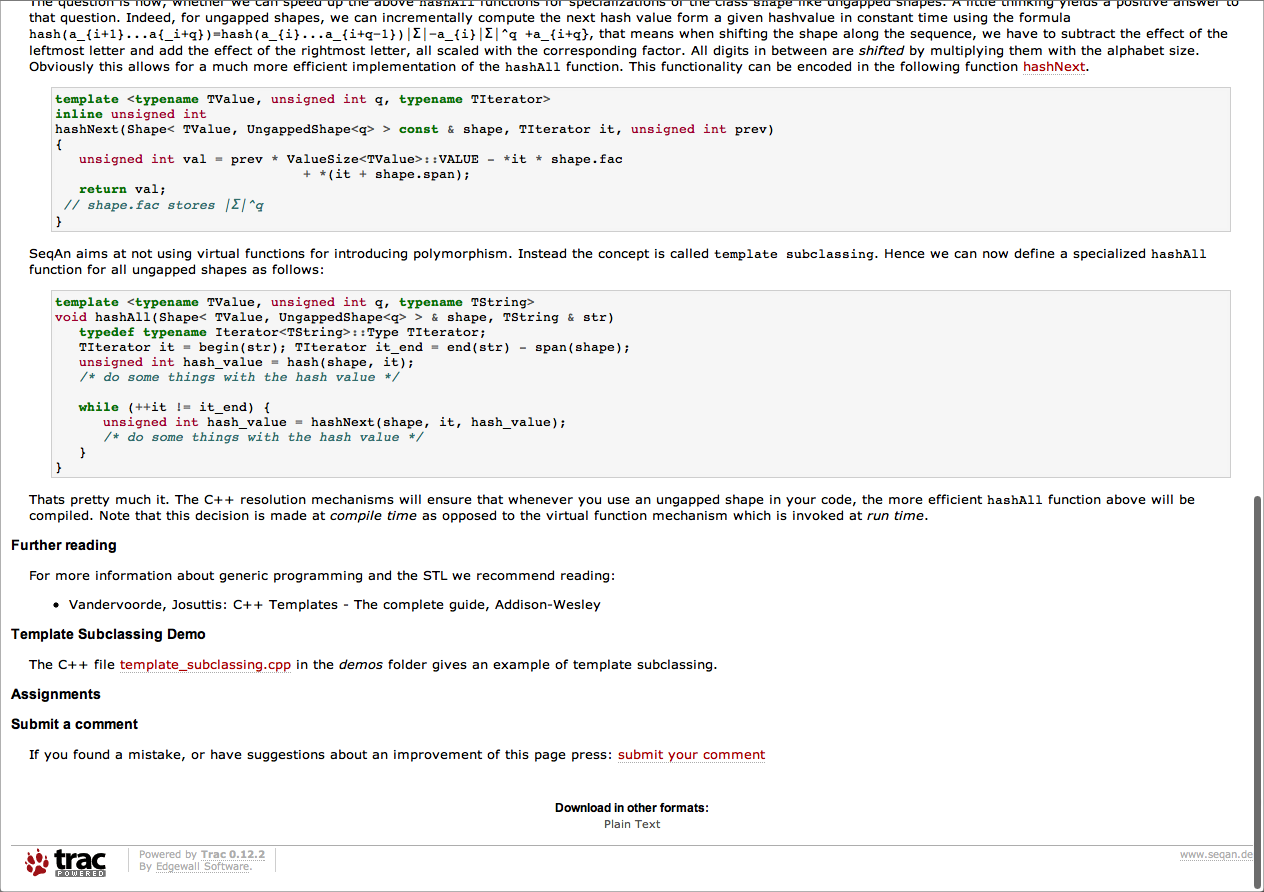 The question is now, whether we can speed up the above hashAll functions for specializations of the class shape like ungapped shapes. A little thinking yields a positive answer to
that question. Indeed, for ungapped shapes, we can incrementally compute the next hash value form a given hashvalue in constant time using the formula
hash(a_{i+1}...a{_i+q})=hash(a_{i}...a_{i+q-1})|Σ|-a_{i}|Σ|^q +a_{i+q}, that means when shifting the shape along the sequence, we have to subtract the effect of the
leftmost letter and add the effect of the rightmost letter, all scaled with the corresponding factor. All digits in between are shifted by multiplying them with the alphabet size.
Obviously this allows for a much more efficient implementation of the hashAll function. This functionality can be encoded in the following function hashNext.
template <typename TValue, unsigned int q, typename TIterator>
inline unsigned int
hashNext(Shape< TValue, UngappedShape<q> > const & shape, TIterator it, unsigned int prev)
{
unsigned int val = prev * ValueSize<TValue>::VALUE - *it * shape.fac
+ *(it + shape.span);
return val;
// shape.fac stores |Σ|^q
}
SeqAn aims at not using virtual functions for introducing polymorphism. Instead the concept is called template subclassing. Hence we can now define a specialized hashAll
function for all ungapped shapes as follows:
template <typename TValue, unsigned int q, typename TString>
void hashAll(Shape< TValue, UngappedShape<q> > & shape, TString & str)
typedef typename Iterator<TString>::Type TIterator;
TIterator it = begin(str); TIterator it_end = end(str) - span(shape);
unsigned int hash_value = hash(shape, it);
/* do some things with the hash value */
while (++it != it_end) {
unsigned int hash_value = hashNext(shape, it, hash_value);
/* do some things with the hash value */
}
}
Thats pretty much it. The C++ resolution mechanisms will ensure that whenever you use an ungapped shape in your code, the more efficient hashAll function above will be
compiled. Note that this decision is made at compile time as opposed to the virtual function mechanism which is invoked at run time.
Further reading
For more information about generic programming and the STL we recommend reading:
• Vandervoorde, Josuttis: C++ Templates - The complete guide, Addison-Wesley
Template Subclassing Demo
The C++ file template_subclassing.cpp in the demos folder gives an example of template subclassing.
Assignments
Submit a comment
If you found a mistake, or have suggestions about an improvement of this page press: submit your comment
Download in other formats:
Plain Text
trac
POWERED
Powered by Trac 0.12.2
By Edgewall Software.
www.seqan.de